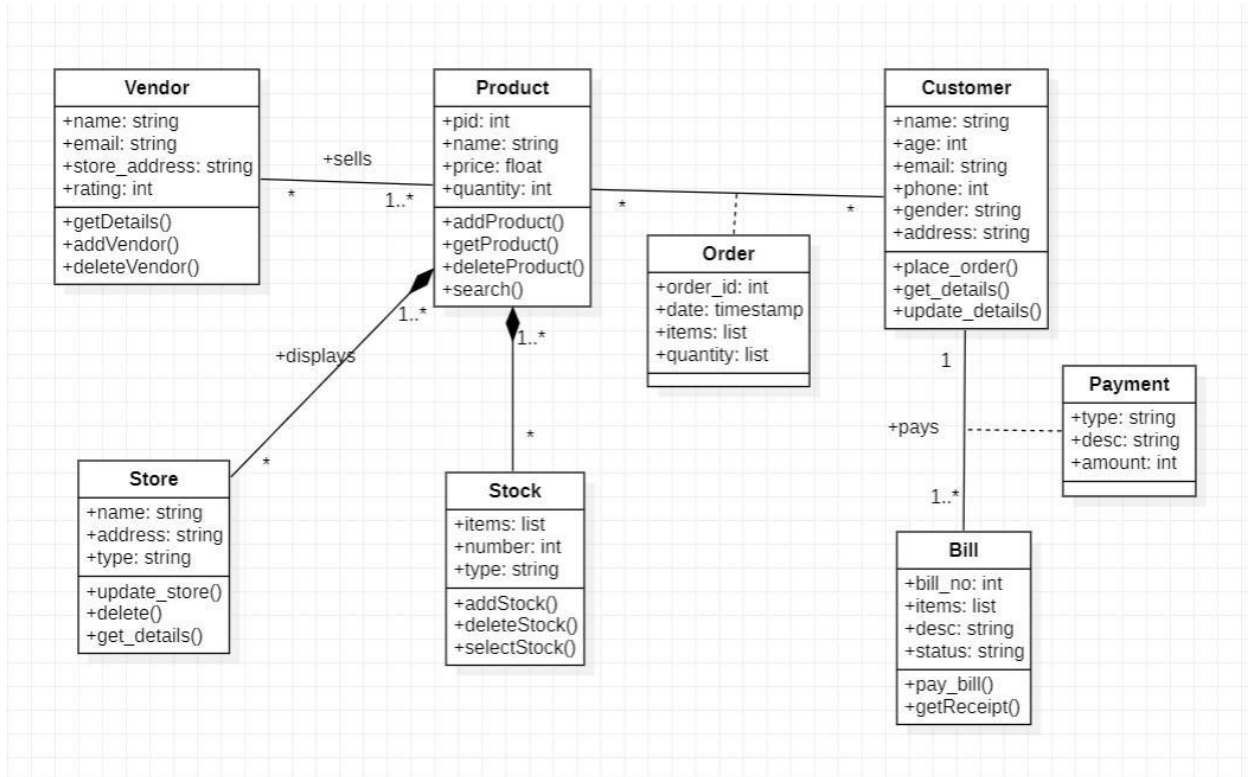 Vendor
+name: string
+email: string
+store_address: string
+rating: int
+getDetails()
+addVendor()
+deleteVendor()
+sells
*
1..*
Product
+pid: int
+name: string
+price: float
+quantity: int
+addProduct()
+getProduct()
+deleteProduct()
+search()
*
*
Customer
+name: string
+age: int
+email: string
+phone: int
+gender: string
+address: string
+place_order()
+get_details()
+update_details()
Order
+order_id: int
+date: timestamp
+items: list
+quantity: list
1..*
+displays
*
1..*
*
1
+pays
1..*
Payment
+type: string
+desc: string
+amount: int
Store
+name: string
+address: string
+type: string
+update_store()
+delete()
+get_details()
Stock
+items: list
+number: int
+type: string
+addStock()
+deleteStock()
+selectStock()
Bill
+bill_no: int
+items: list
+desc: string
+status: string
+pay_bill()
+getReceipt()